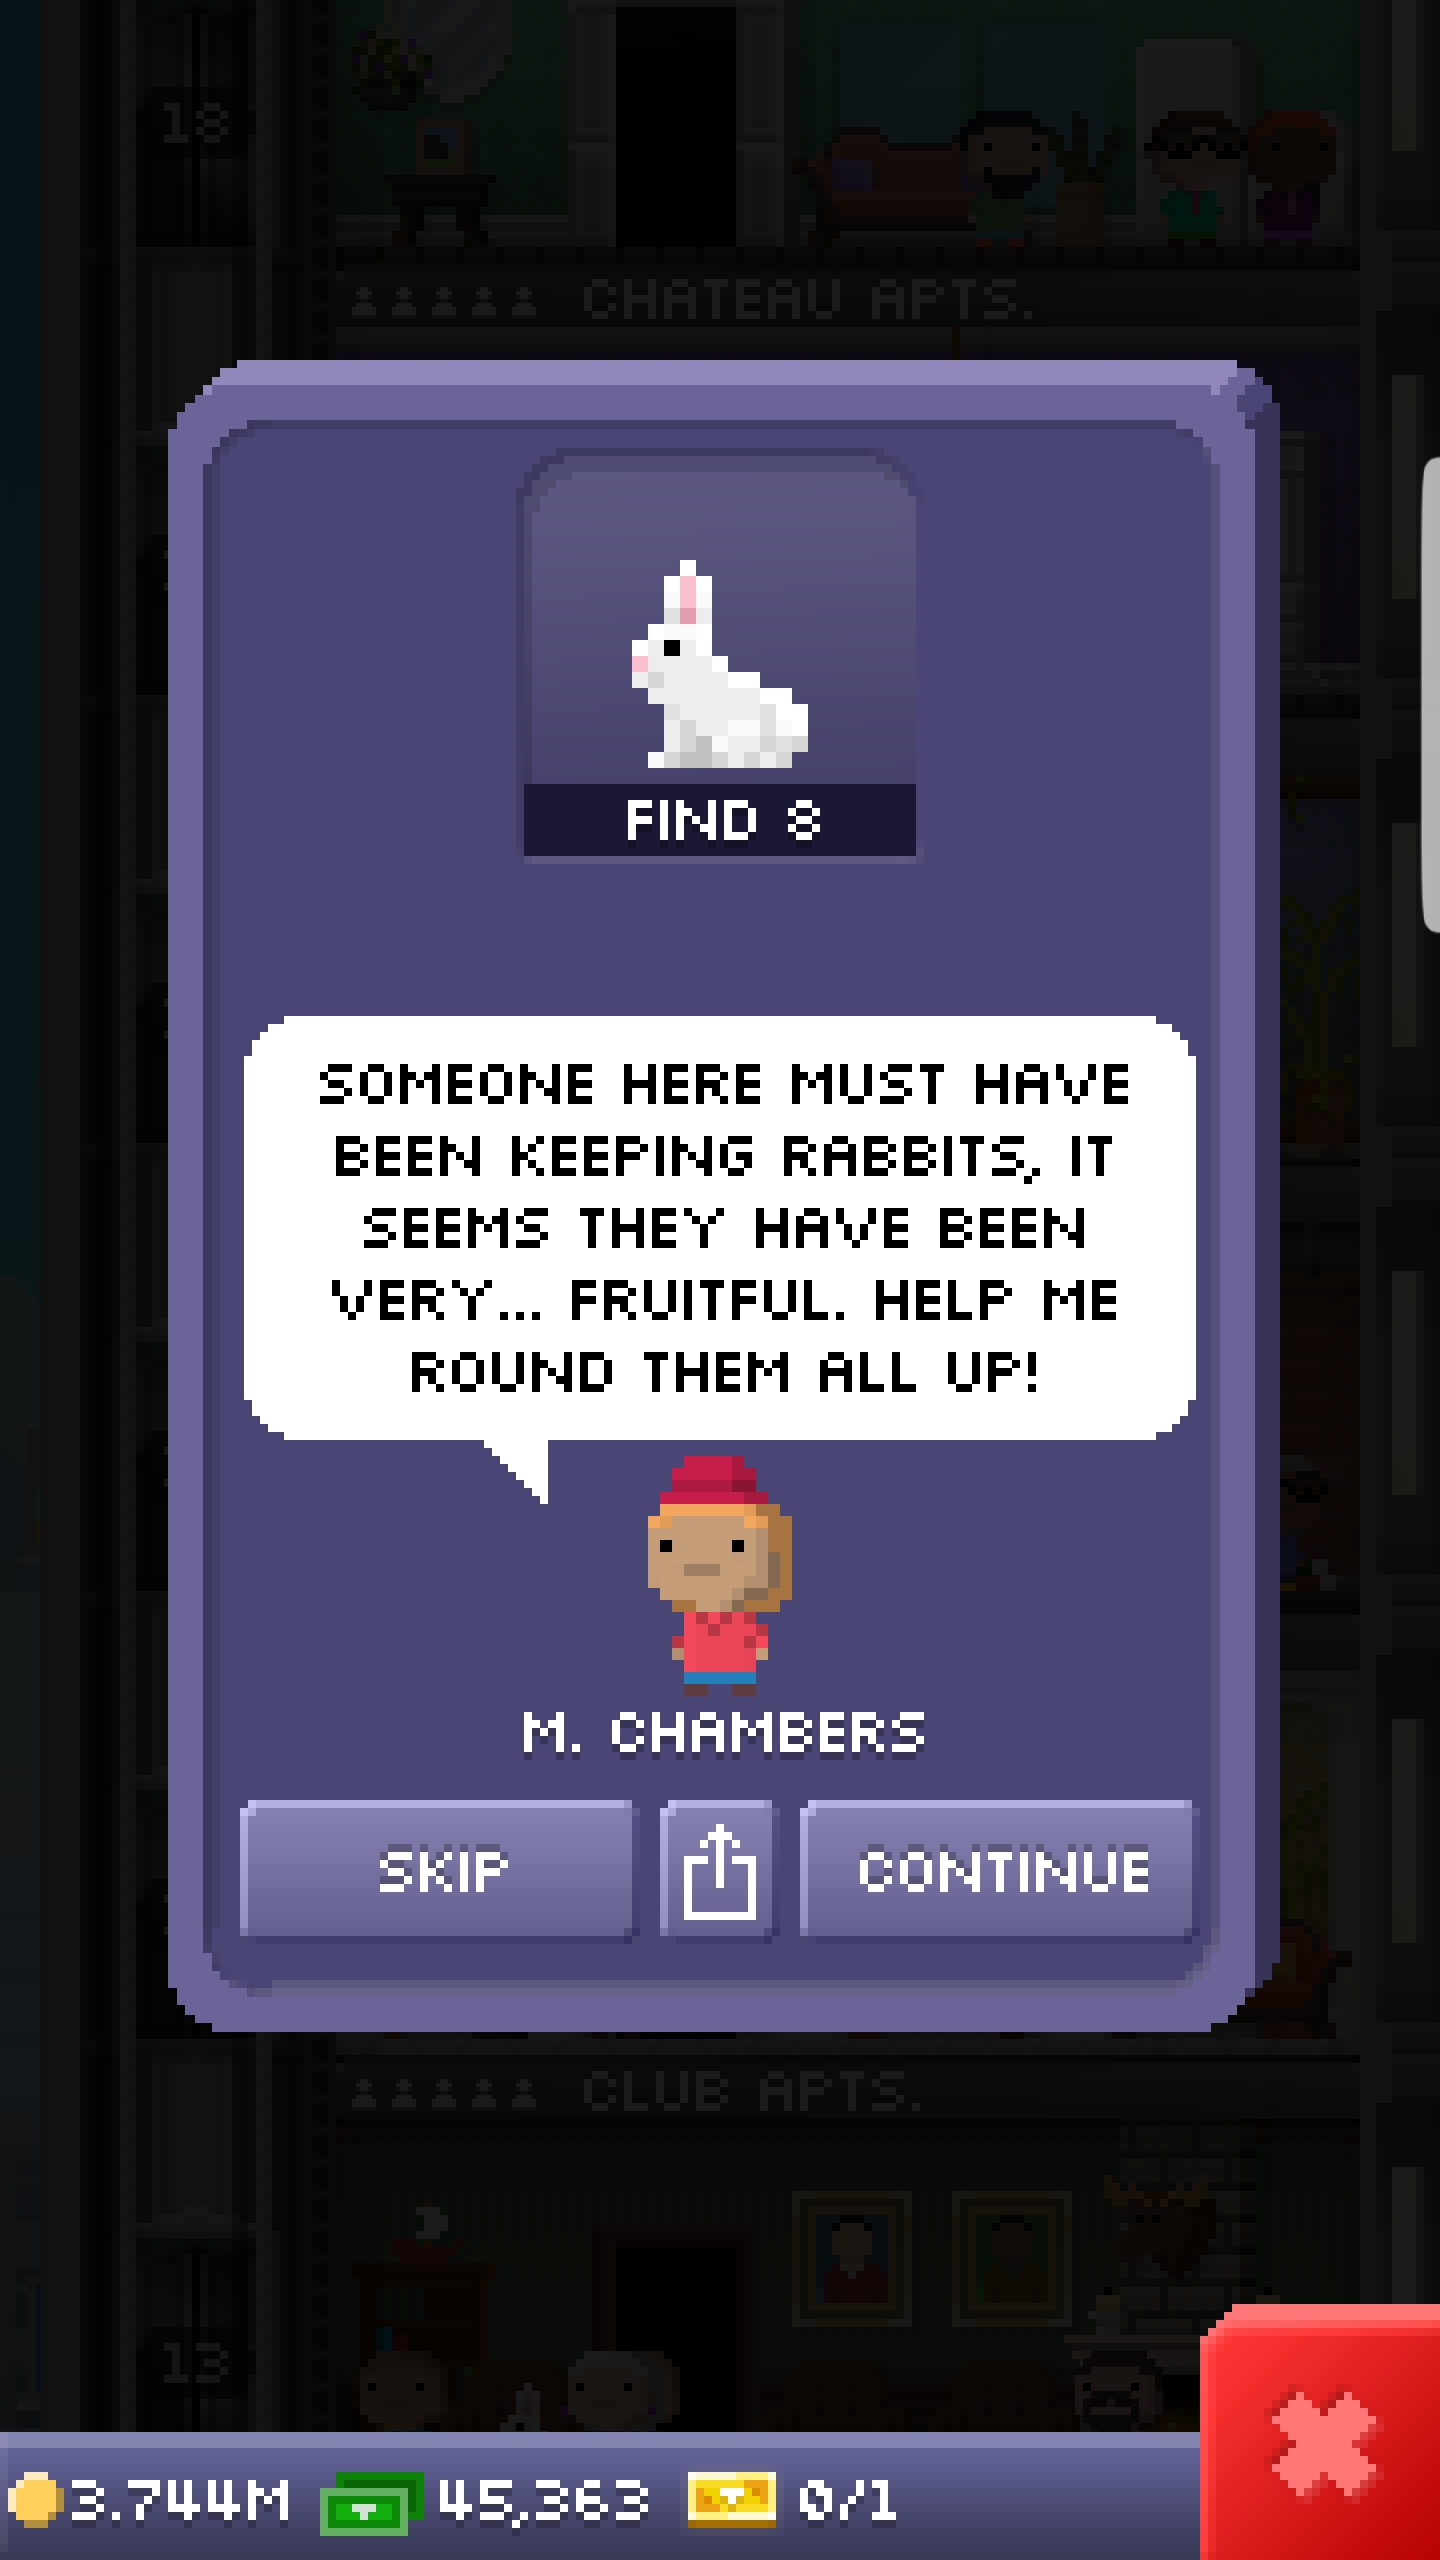 18
CHATEAU APTS.
FIND 8
SOMEONE HERE MUST HAVE
BEEN KEEPING RABBITS, IT
SEEMS THEY HAVE BEEN
VERY... FRUITFUL. HELP ME
ROUND THEM ALL UP!
M. CHAMBERS
SKIP
CONTINUE
CLUB APTS.
13
3.744M 45,363 0/1